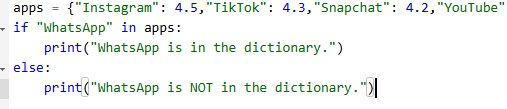 apps = {"Instagram": 4.5,"TikTok": 4.3,"Snapchat": 4.2,"YouTube"
if "WhatsApp" in apps:
    print("WhatsApp is in the dictionary.")
else:
    print("WhatsApp is NOT in the dictionary.")